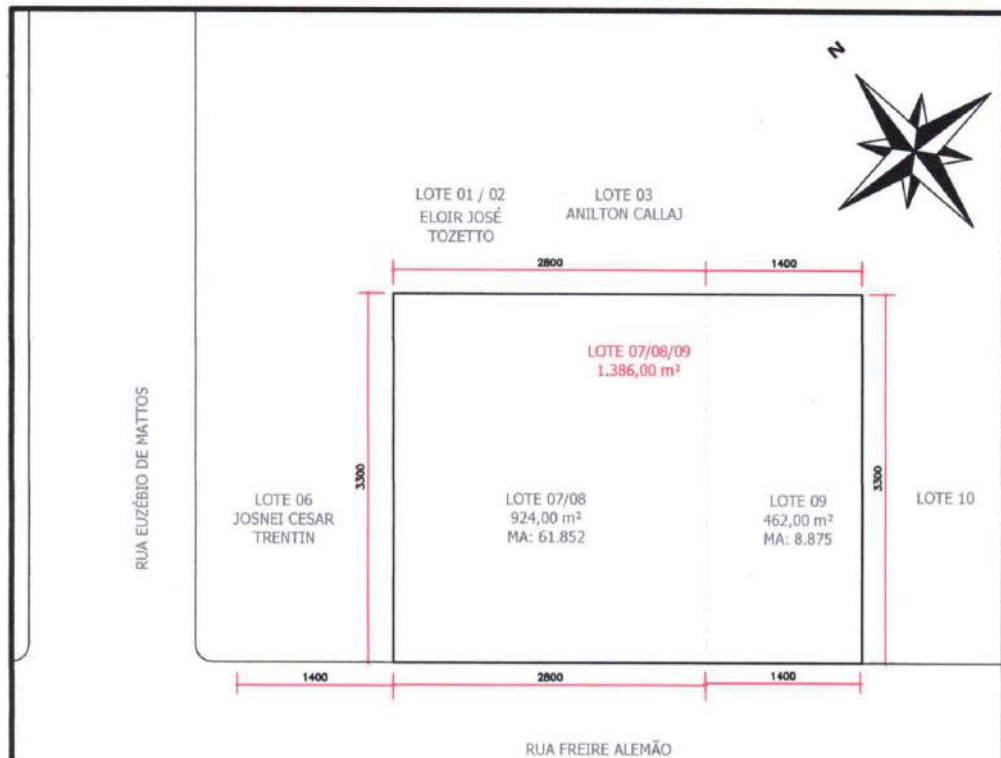 N
LOTE 01 / 02
ELOIR JOSÉ
TOZETTO
LOTE 03
ANILTON CALLAJ
2800
1400
LOTE 07/08/09
1.386,00 m²
RUA EUZÉBIO DE MATTOS
3300
3300
LOTE 06
JOSNEI CESAR
TRENTIN
LOTE 07/08
924,00 m²
MA: 61.852
LOTE 09
462,00 m²
MA: 8.875
LOTE 10
1400
2800
1400
RUA FREIRE ALEMÃO